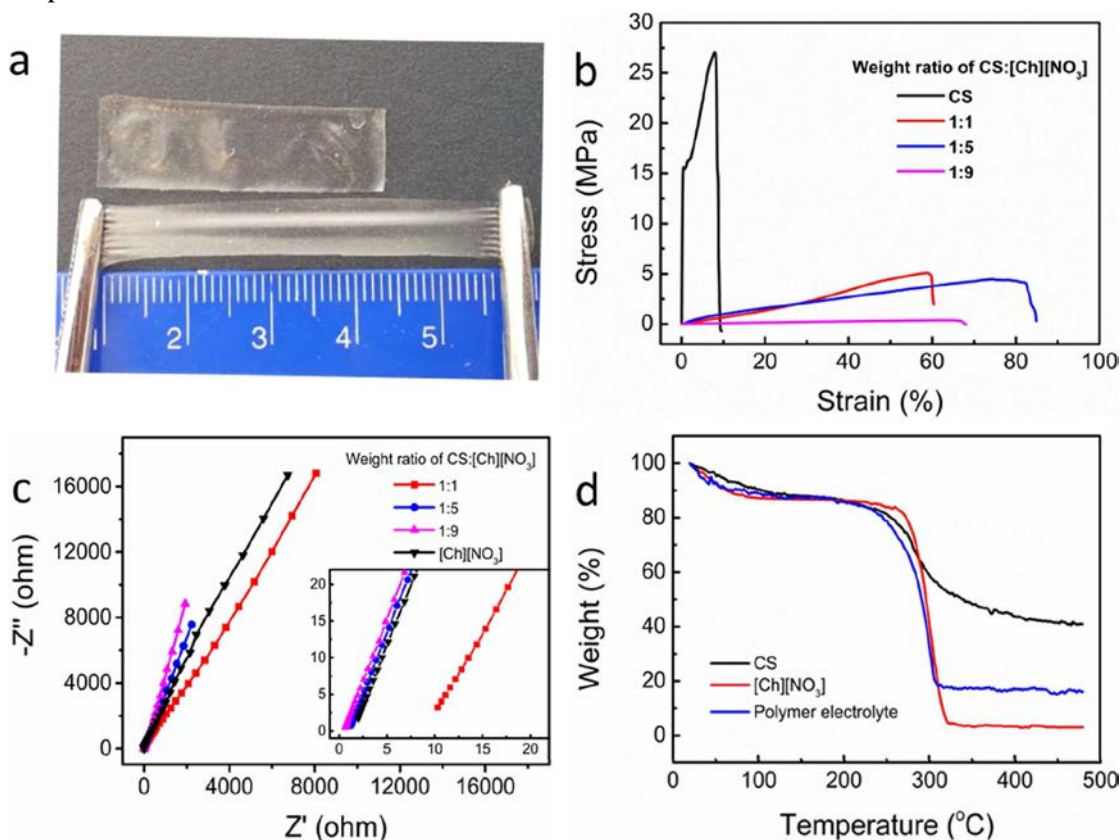 a
2 3 4 5
b
30
25
20
15
10
5
0
Stress (MPa)
Weight ratio of CS:[Ch][NO₃]
CS
1:1
1:5
1:9
0 20 40 60 80 100
Strain (%)
c
16000
12000
8000
4000
0
-Z'' (ohm)
Weight ratio of CS:[Ch][NO₃]
1:1
1:5
1:9
[Ch][NO₃]
20
15
10
5
0
0 5 10 15 20
0 4000 8000 12000 16000
Z' (ohm)
d
100
80
60
40
20
0
Weight (%)
CS
[Ch][NO₃]
Polymer electrolyte
0 100 200 300 400 500
Temperature (°C)